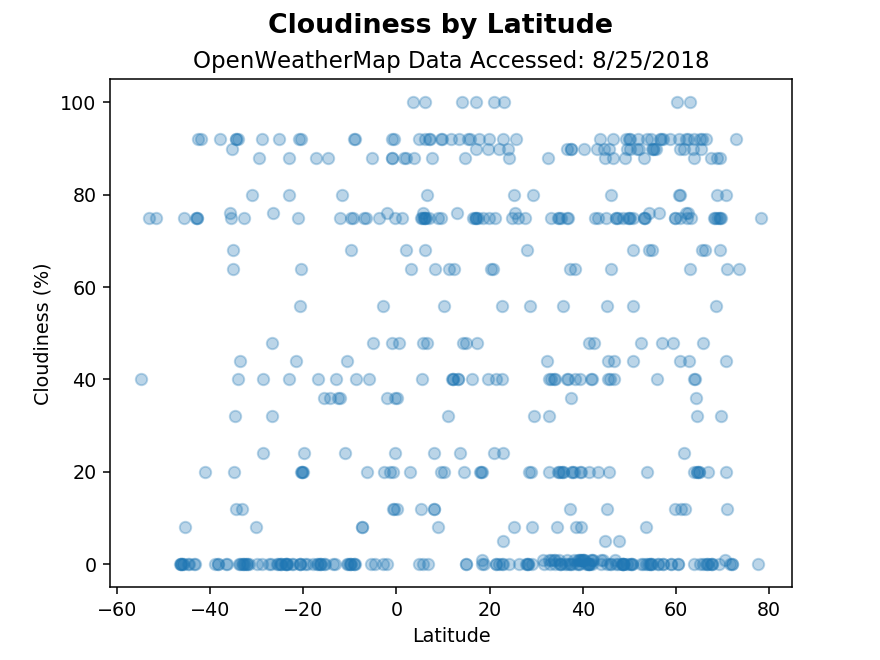 Cloudiness by Latitude
OpenWeatherMap Data Accessed: 8/25/2018
100
80
60
40
20
0
Cloudiness (%)
−60 −40 −20 0 20 40 60 80
Latitude